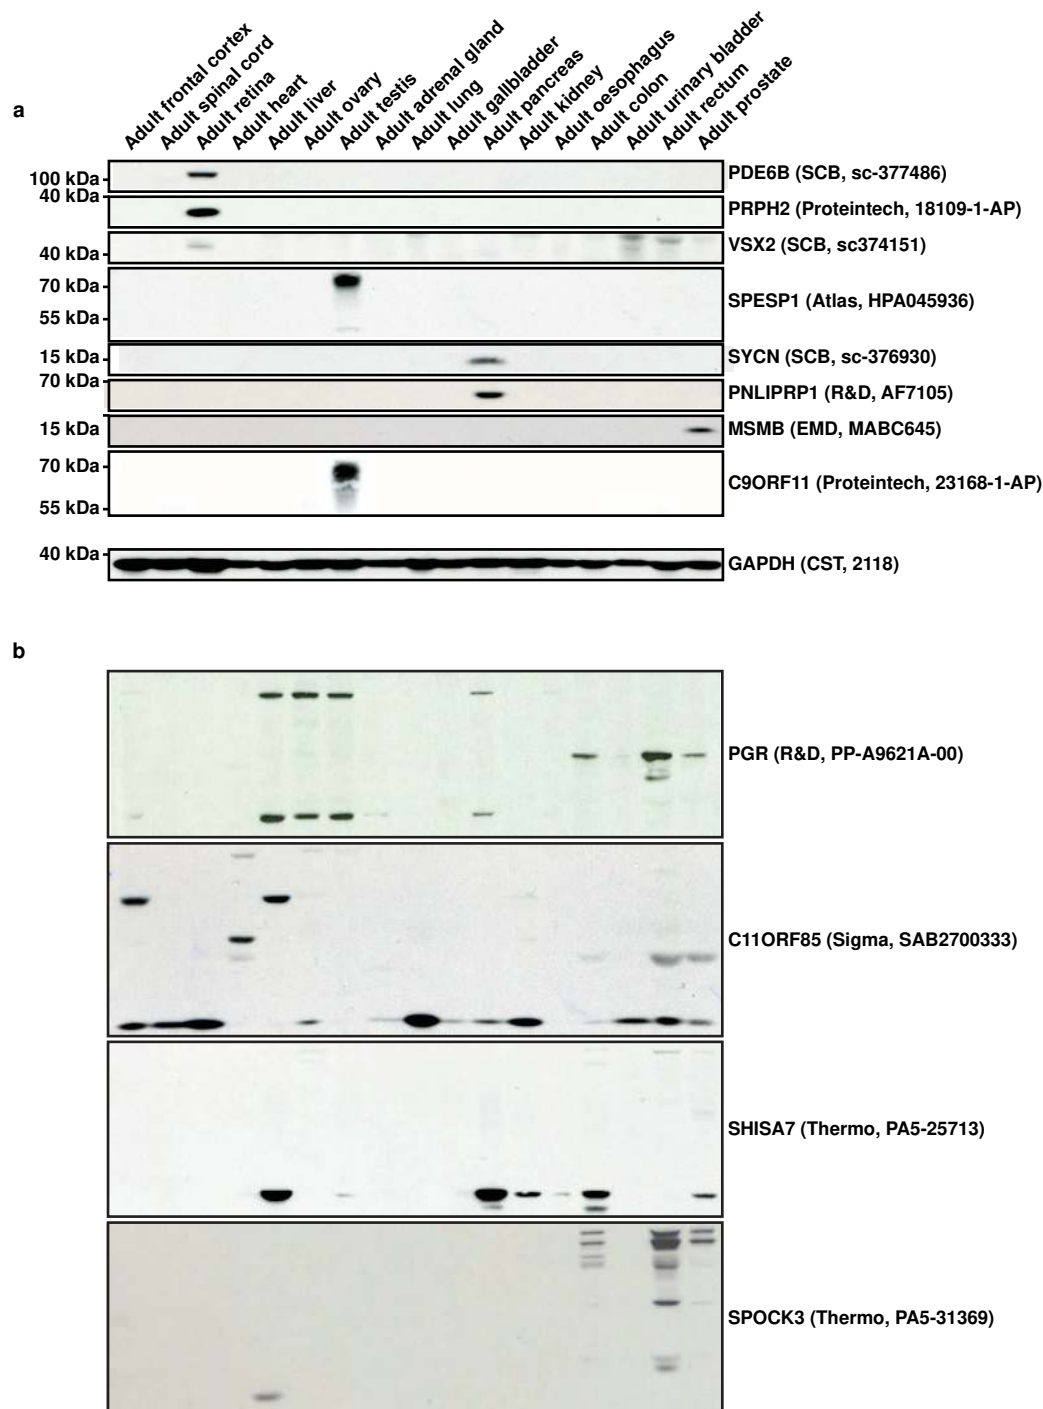 a
Adult frontal cortex
Adult spinal cord
Adult retina
Adult heart
Adult liver
Adult ovary
Adult testis
Adult adrenal gland
Adult lung
Adult gallbladder
Adult pancreas
Adult kidney
Adult oesophagus
Adult colon
Adult urinary bladder
Adult rectum
Adult prostate
100 kDa
PDE6B (SCB, sc-377486)
40 kDa
PRPH2 (Proteintech, 18109-1-AP)
VSX2 (SCB, sc374151)
40 kDa
70 kDa
SPESP1 (Atlas, HPA045936)
55 kDa
15 kDa
SYCN (SCB, sc-376930)
70 kDa
PNLIPRP1 (R&D, AF7105)
15 kDa
MSMB (EMD, MABC645)
70 kDa
C9ORF11 (Proteintech, 23168-1-AP)
55 kDa
40 kDa
GAPDH (CST, 2118)
b
PGR (R&D, PP-A9621A-00)
C11ORF85 (Sigma, SAB2700333)
SHISA7 (Thermo, PA5-25713)
SPOCK3 (Thermo, PA5-31369)